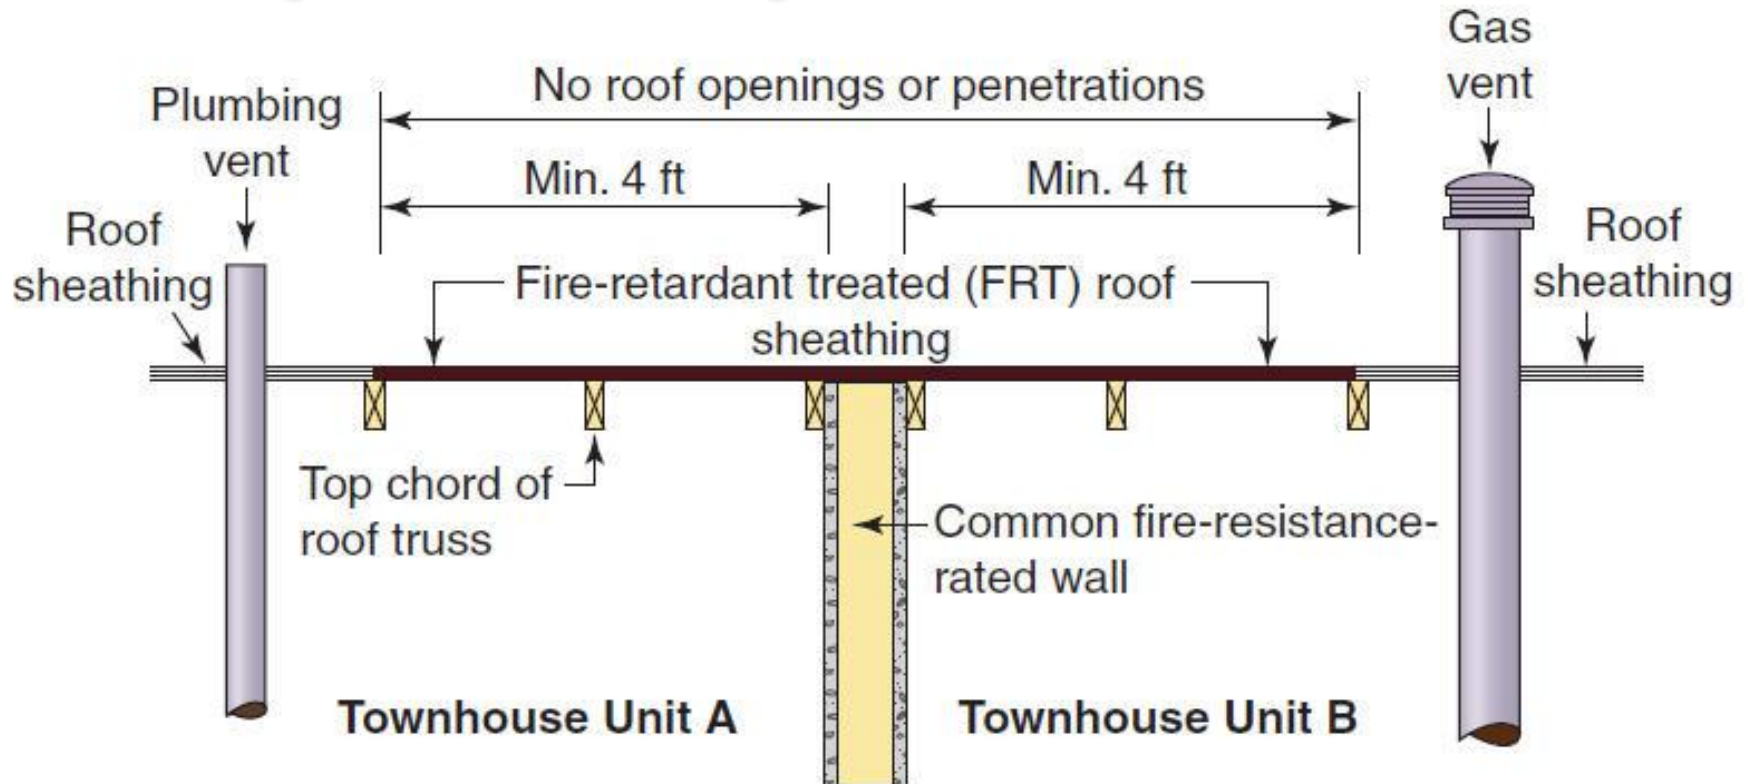 Gas
vent
No roof openings or penetrations
Plumbing
vent
Min. 4 ft
Min. 4 ft
Roof
sheathing
Roof
sheathing
Fire-retardant treated (FRT) roof
sheathing
Top chord of
roof truss
Common fire-resistance-
rated wall
Townhouse Unit A
Townhouse Unit B